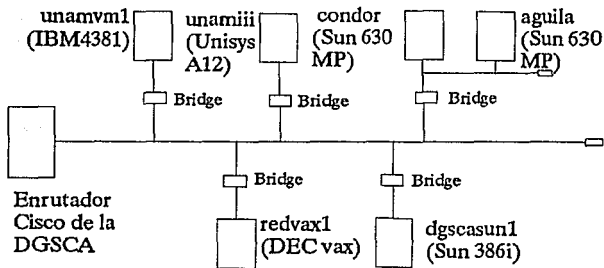 unamvm1
(IBM4381)
unamiii
(Unisys
A12)
condor
(Sun 630
MP)
aguila
(Sun 630
MP)
Bridge
Bridge
Bridge
Enrutador
Cisco de la
DGSCA
Bridge
redvax1
(DEC vax)
Bridge
dgscasun1
(Sun 386i)